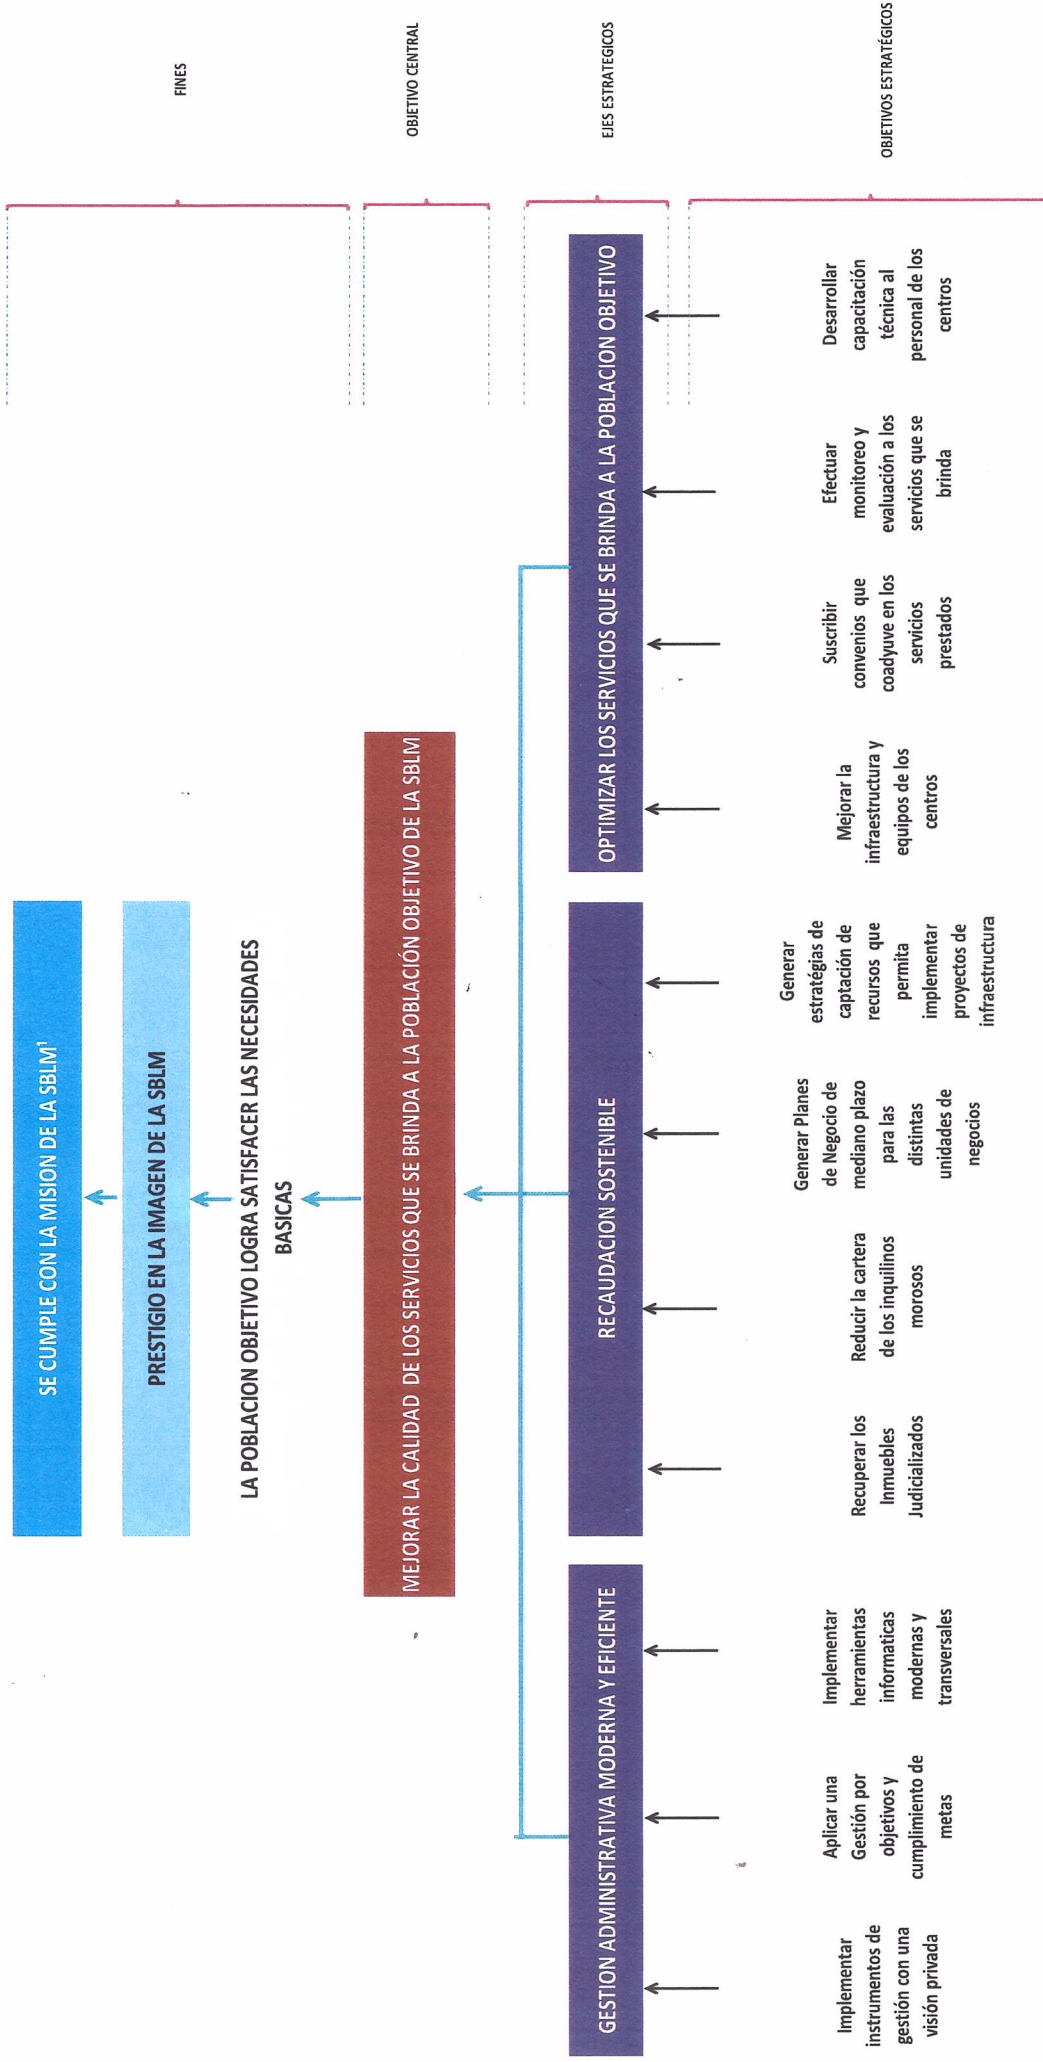 SE CUMPLE CON LA MISION DE LA SBLM¹
PRESTIGIO EN LA IMAGEN DE LA SBLM
LA POBLACION OBJETIVO LOGRA SATISFACER LAS NECESIDADES
BASICAS
FINES
MEJORAR LA CALIDAD DE LOS SERVICIOS QUE SE BRINDA A LA POBLACIÓN OBJETIVO DE LA SBLM
OBJETIVO CENTRAL
GESTION ADMINISTRATIVA MODERNA Y EFICIENTE
RECAUDACION SOSTENIBLE
OPTIMIZAR LOS SERVICIOS QUE SE BRINDA A LA POBLACION OBJETIVO
EJES ESTRATEGICOS
Implementar
instrumentos de
gestión con una
visión privada
Aplicar una
Gestión por
objetivos y
cumplimiento de
metas
Implementar
herramientas
informaticas
modernas y
transversales
Recuperar los
Inmuebles
Judicializados
Reducir la cartera
de los inquilinos
morosos
Generar Planes
de Negocio de
mediano plazo
para las
distintas
unidades de
negocios
Generar
estratégias de
captación de
recursos que
permita
implementar
proyectos de
infraestructura
Mejorar la
infraestructura y
equipos de los
centros
Suscribir
convenios que
coadyuve en los
servicios
prestados
Efectuar
monitoreo y
evaluación a los
servicios que se
brinda
Desarrollar
capacitación
técnica al
personal de los
centros
OBJETIVOS ESTRATÉGICOS